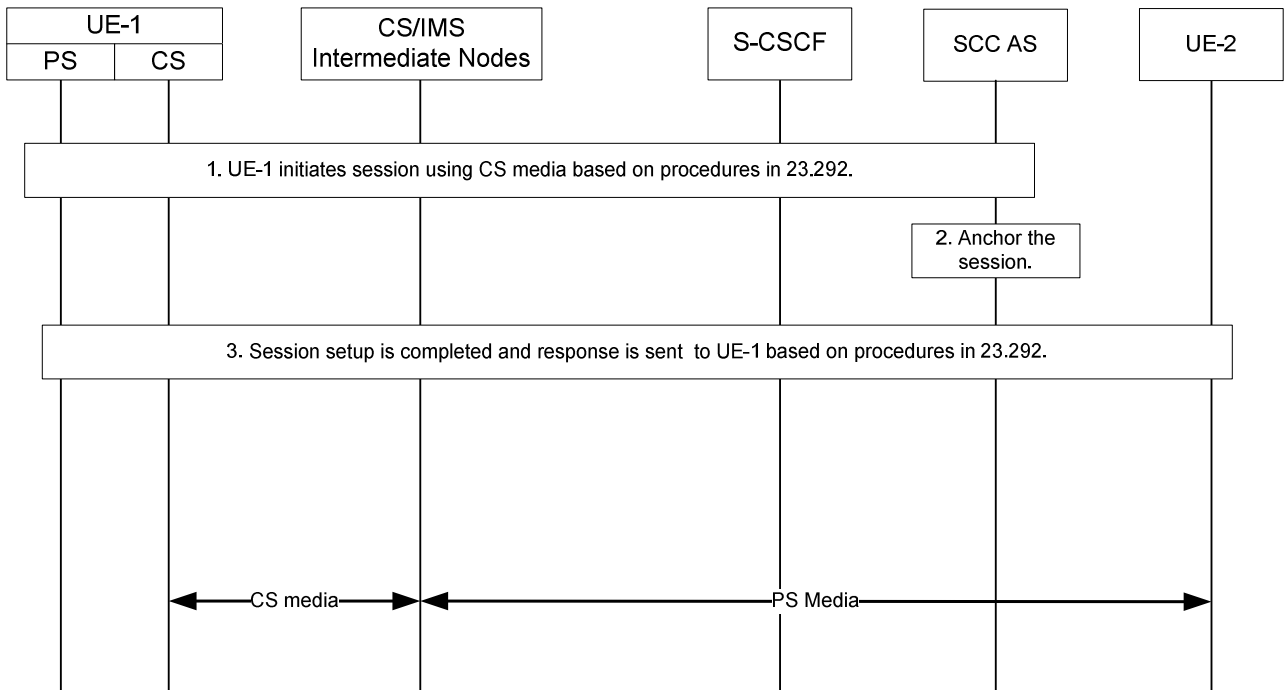 UE-1
PS
CS
CS/IMS
Intermediate Nodes
S-CSCF
SCC AS
UE-2
1. UE-1 initiates session using CS media based on procedures in 23.292.
2. Anchor the
session.
3. Session setup is completed and response is sent to UE-1 based on procedures in 23.292.
CS media
PS Media